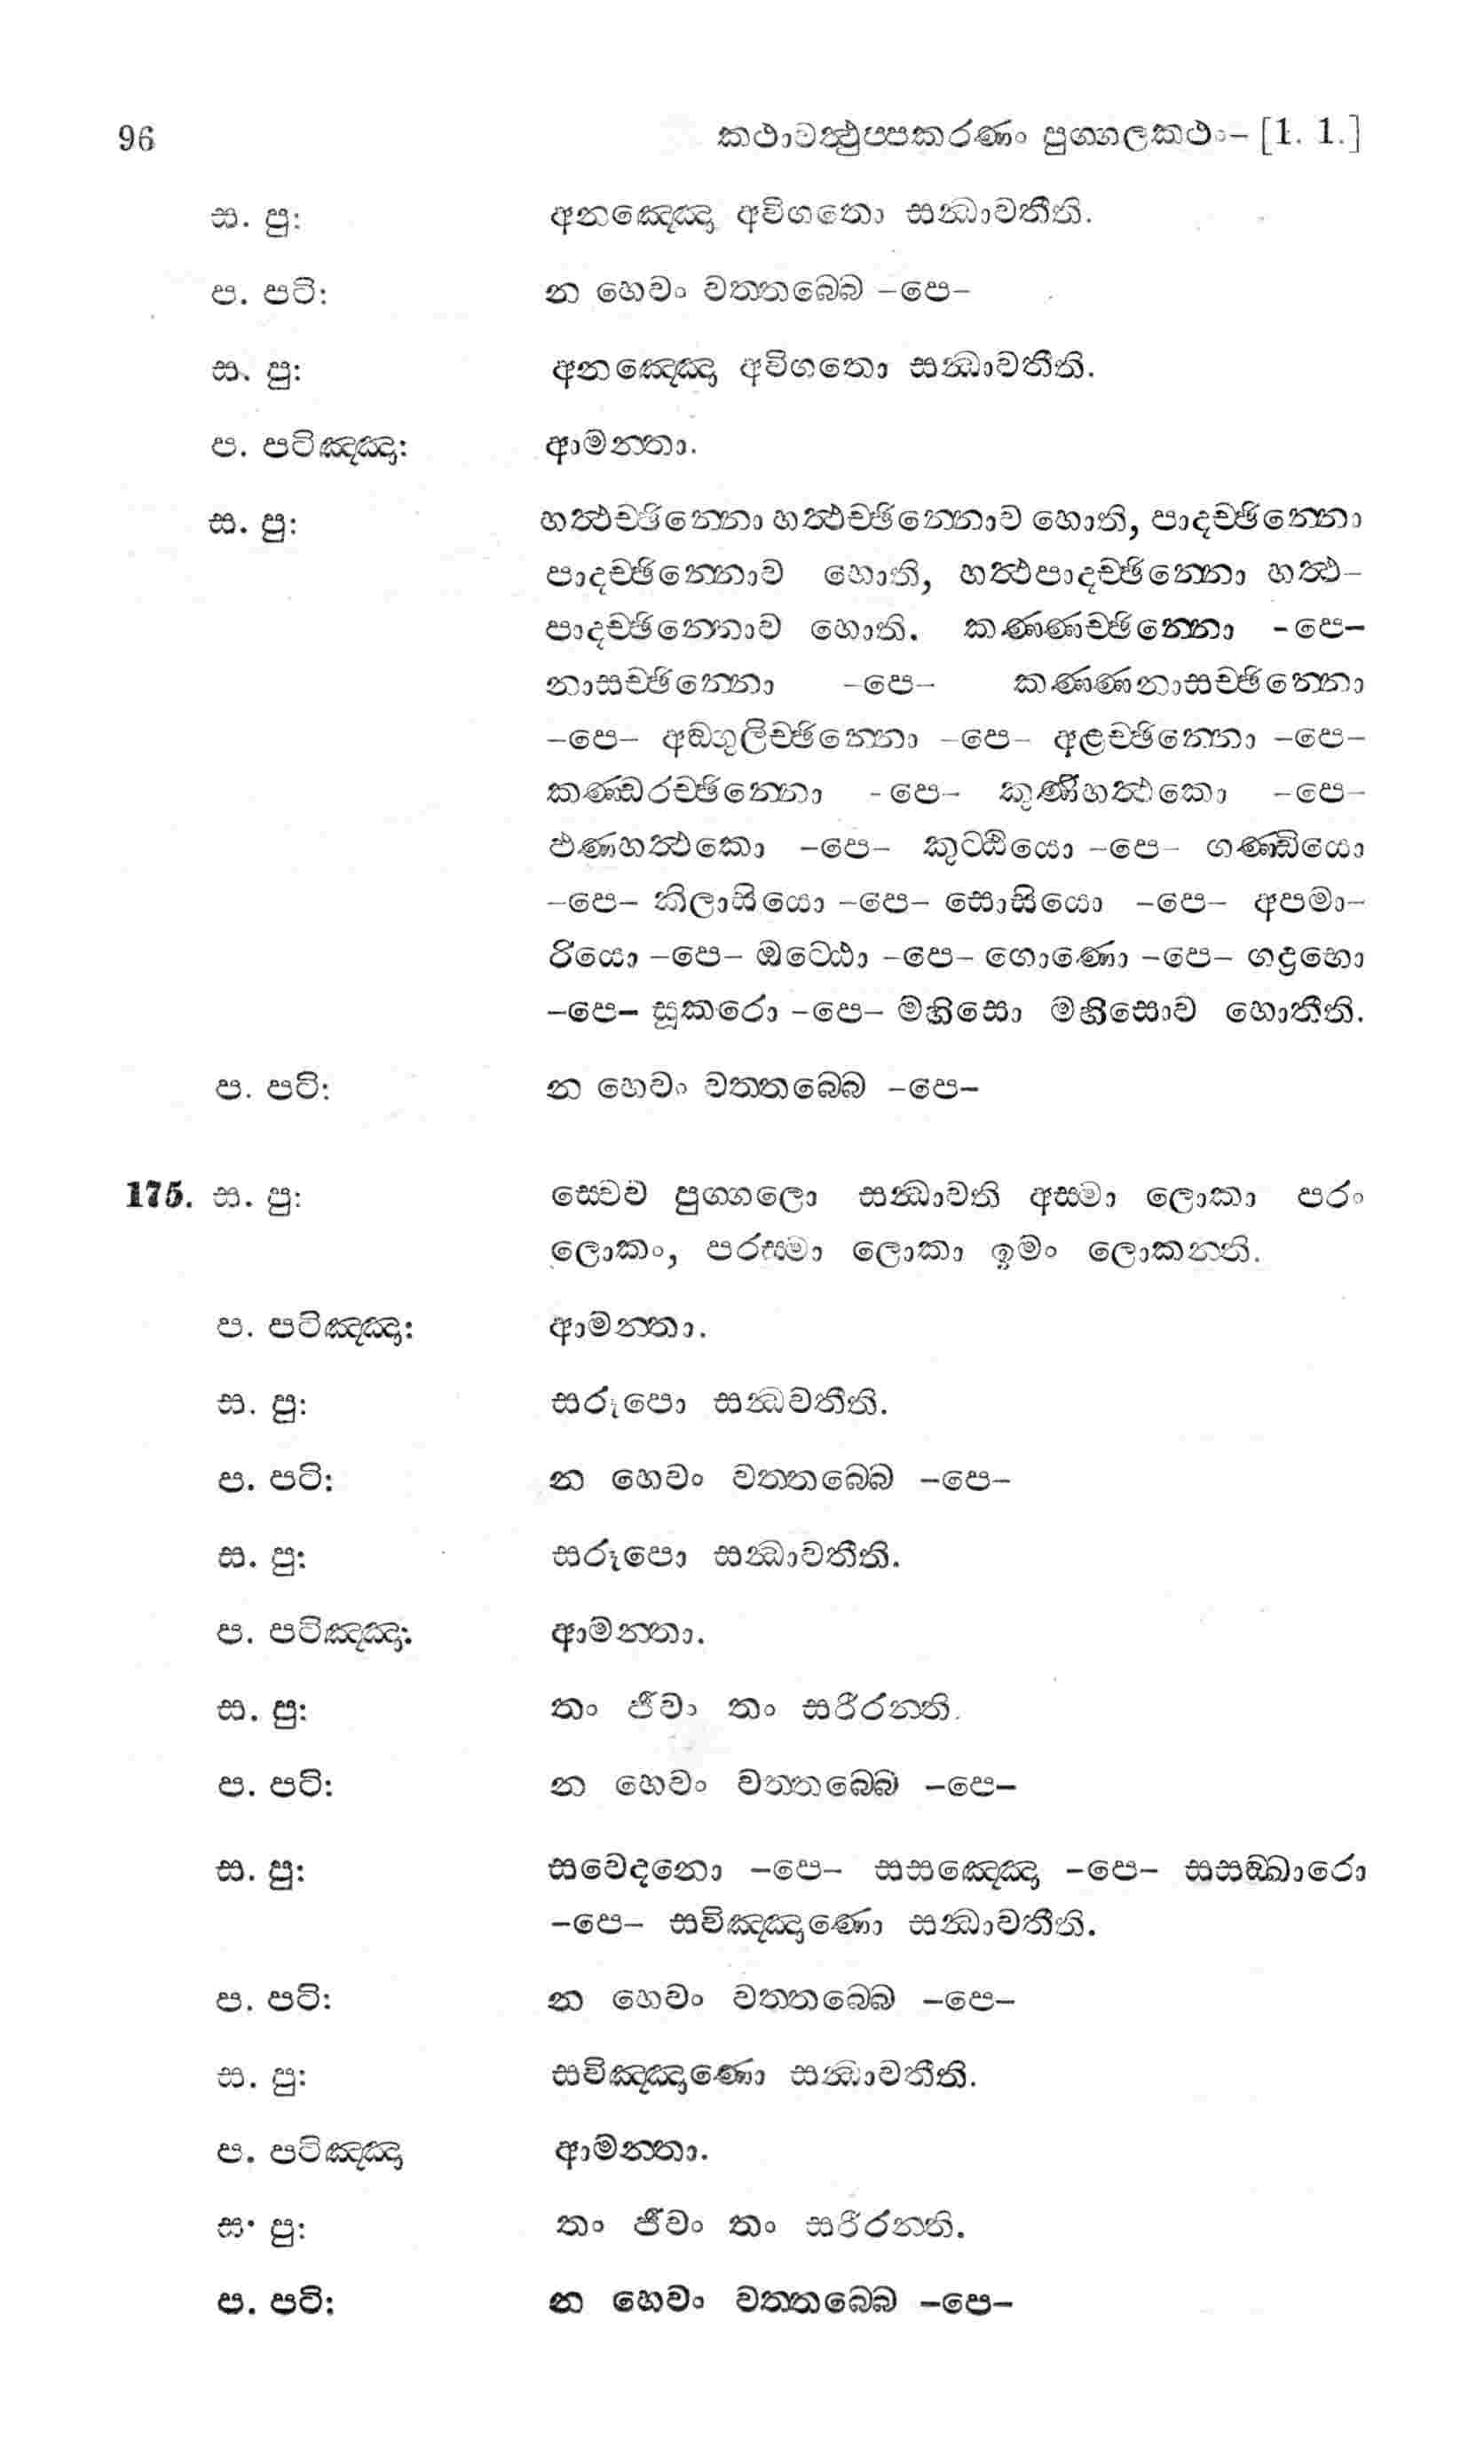 96 කථාවත්‍ථුප‍්පකරණං පුග‍්ගලකථා– [1. 1.]
ස. පු: අනඤ‍්ඤො අවිගතො සන්‍ධාවතීති.
ප. පටි: න හෙවං වත‍්තබ‍්බෙ –පෙ–
ස. පු: අනඤ‍්ඤො අවිගතො සන්‍ධාවතීති.
ප. පටිඤ‍්ඤා: ආමන‍්තා.
ස. පු: හත්‍ථච‍්ඡින‍්නො හත්‍ථච‍්ඡින‍්නොව හොති, පාදච‍්ඡින‍්නො
පාදච‍්ඡින‍්නොව හොති, හත්‍ථපාදච‍්ඡින‍්නො හත්‍ථ–
පාදච‍්ඡින‍්නොව හොති. කණ‍්ණච‍්ඡින‍්නො –පෙ–
නාසච‍්ඡින‍්නො –පෙ– කණ‍්ණනාසච‍්ඡින‍්නො
–පෙ– අඞ‍්ගුලිච‍්ඡින‍්නො –පෙ– අළච‍්ඡින‍්නො –පෙ–
කණ‍්ඩරච‍්ඡින‍්නො –පෙ– කුණිහත්‍ථකො –පෙ–
ඵණහත්‍ථකො –පෙ– කුට‍්ඨියො –පෙ– ගණ‍්ඩියො
–පෙ– කිලාසියො –පෙ– සොසියො –පෙ– අපමා–
රියො –පෙ– ඔට‍්ඨො –පෙ– ගොණො –පෙ– ගද්‍රභො
–පෙ– සූකරො –පෙ– මහිසො මහිසොව හොතීති.
ප. පටි: න හෙවං වත‍්තබ‍්බෙ –පෙ–
175. ස. පු: ස‍්වෙව පුග‍්ගලො සන්‍ධාවති අස‍්මා ලොකා පරං
ලොකං, පරස‍්මා ලොකා ඉමං ලොකන‍්ති.
ප. පටිඤ‍්ඤා: ආමන‍්තා.
ස. පු: සරූපො සන්‍ධවතීති.
ප. පටි: න හෙවං වත‍්තබ‍්බෙ –පෙ–
ස. පු: සරූපො සන්‍ධාවතීති.
ප. පටිඤ‍්ඤා: ආමන‍්තා.
ස. පු: තං ජීවං තං සරීරන‍්ති.
ප. පටි: න හෙවං වත‍්තබ‍්බෙ –පෙ–
ස. පු: සවෙදනො –පෙ– සසඤ‍්ඤො –පෙ– සසඞ‍්ඛාරො
–පෙ– සවිඤ‍්ඤාණො සන්‍ධාවතීති.
ප. පටි: න හෙවං වත‍්තබ‍්බෙ –පෙ–
ස. පු: සවිඤ‍්ඤාණො සන්‍ධාවතීති.
ප. පටිඤ‍්ඤා ආමන‍්තා.
ස· පු: තං ජීවං තං සරීරන‍්ති.
ප. පටි: න හෙවං වත‍්තබ‍්බෙ –පෙ–